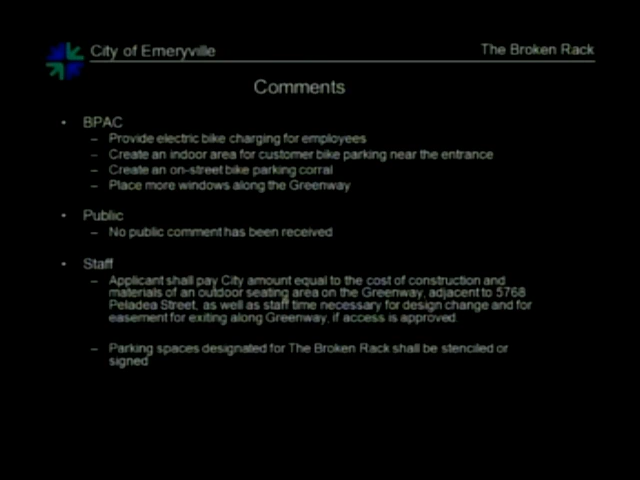 City of Emeryville
The Broken Rack
Comments
• BPAC
– Provide electric bike charging for employees
– Create an indoor area for customer bike parking near the entrance
– Create an on-street bike parking corral
– Place more windows along the Greenway
• Public
– No public comment has been received
• Staff
– Applicant shall pay City amount equal to the cost of construction and
materials of an outdoor seating area on the Greenway, adjacent to 5768
Peladea Street, as well as staff time necessary for design change and for
easement for exiting along Greenway, if access is approved
– Parking spaces designated for The Broken Rack shall be stenciled or
signed